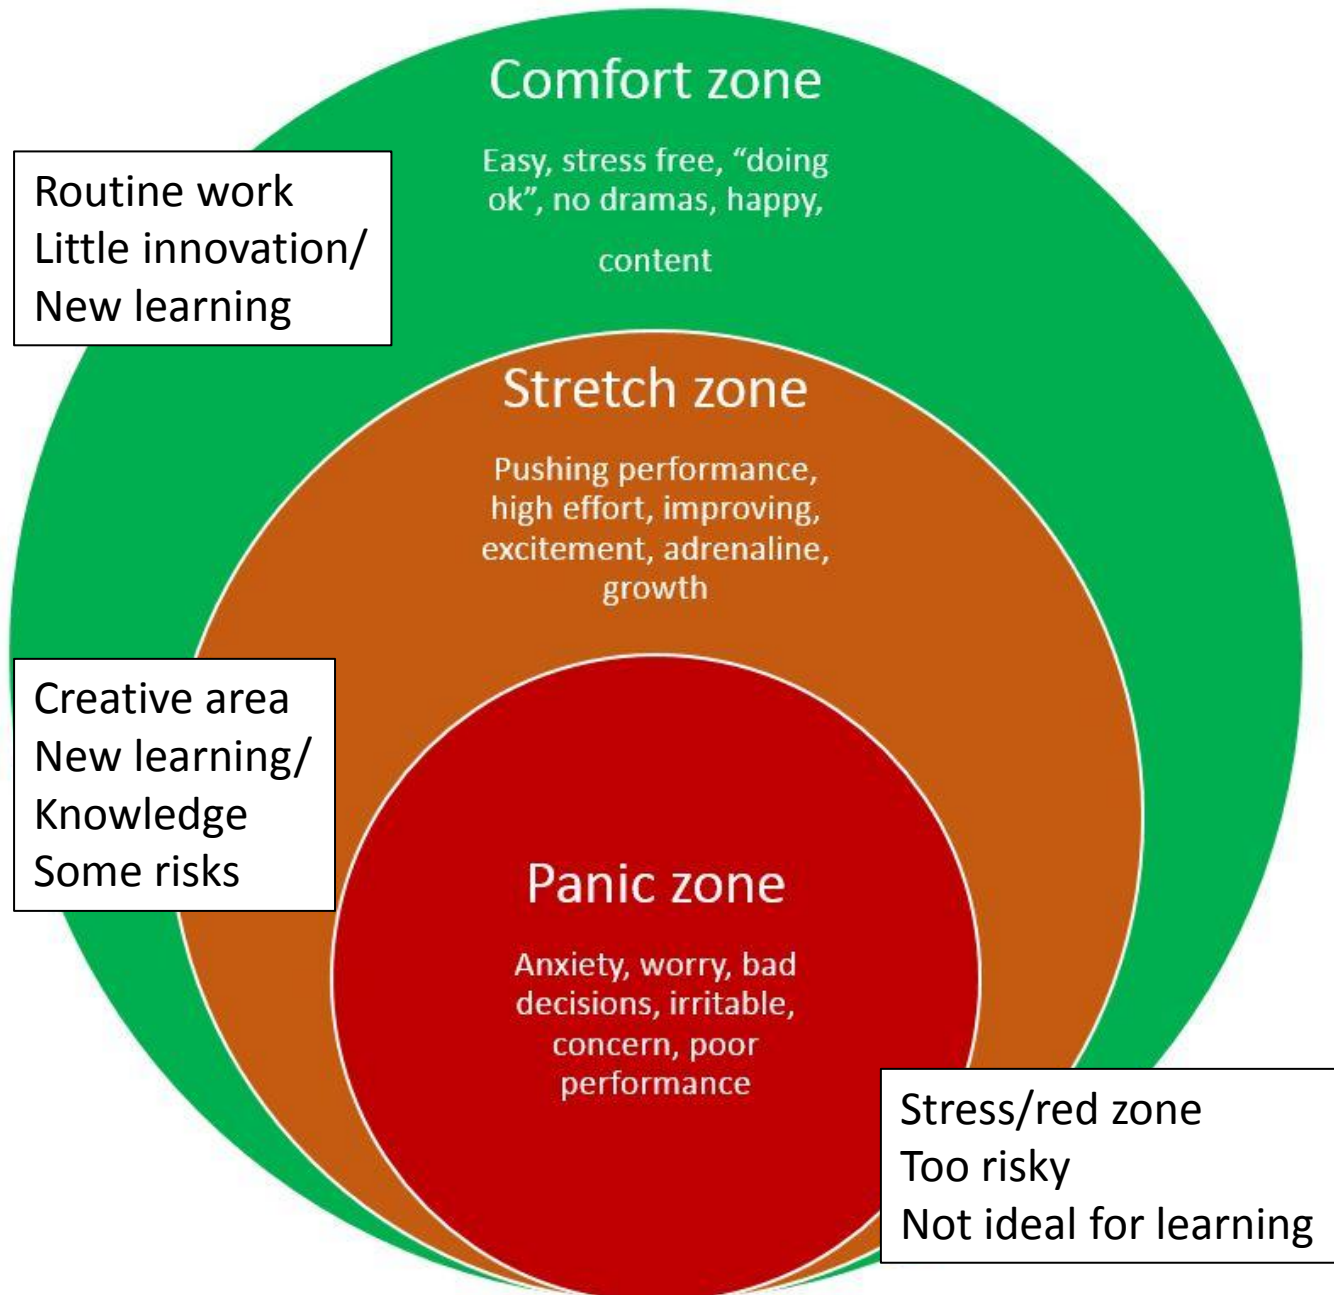 Comfort zone
Easy, stress free, “doing
ok”, no dramas, happy,
content
Routine work
Little innovation/
New learning
Stretch zone
Pushing performance,
high effort, improving,
excitement, adrenaline,
growth
Creative area
New learning/
Knowledge
Some risks
Panic zone
Anxiety, worry, bad
decisions, irritable,
concern, poor
performance
Stress/red zone
Too risky
Not ideal for learning